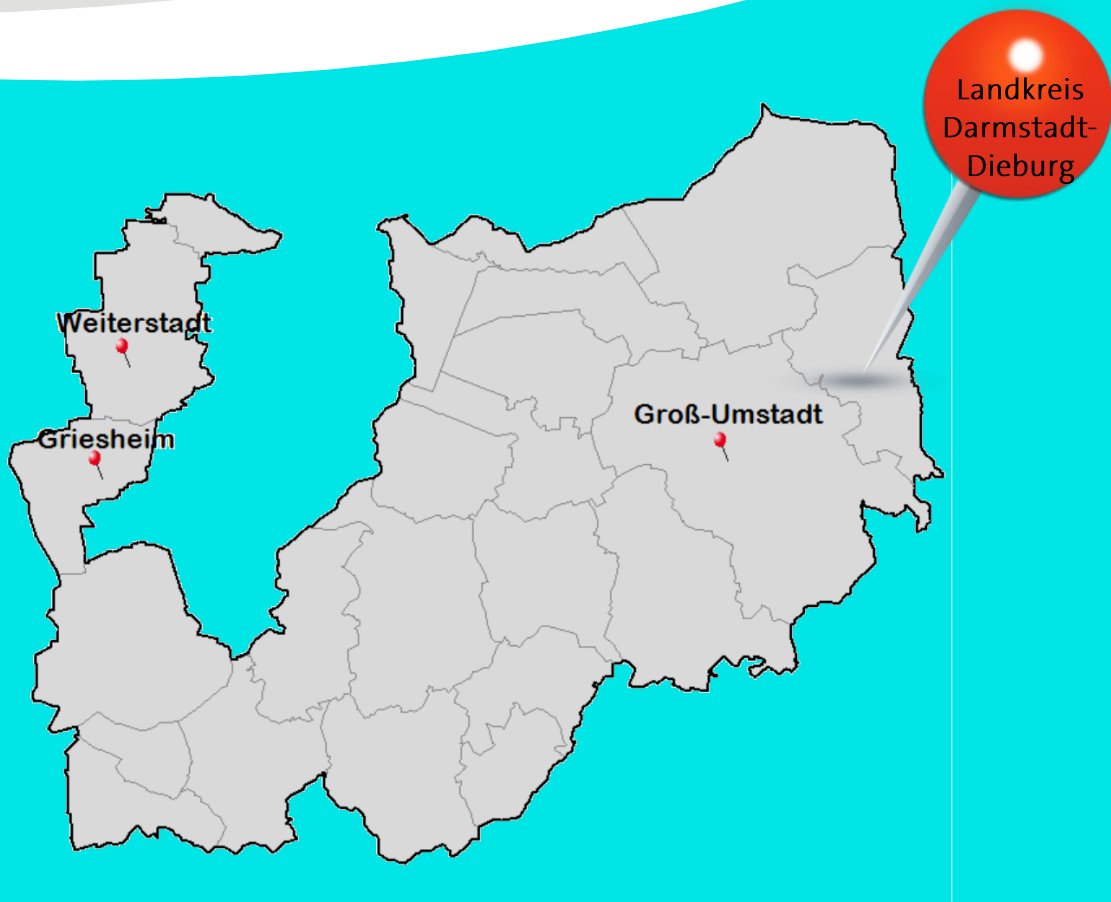 Landkreis
Darmstadt-
Dieburg
Weiterstadt
Groß-Umstadt
Griesheim